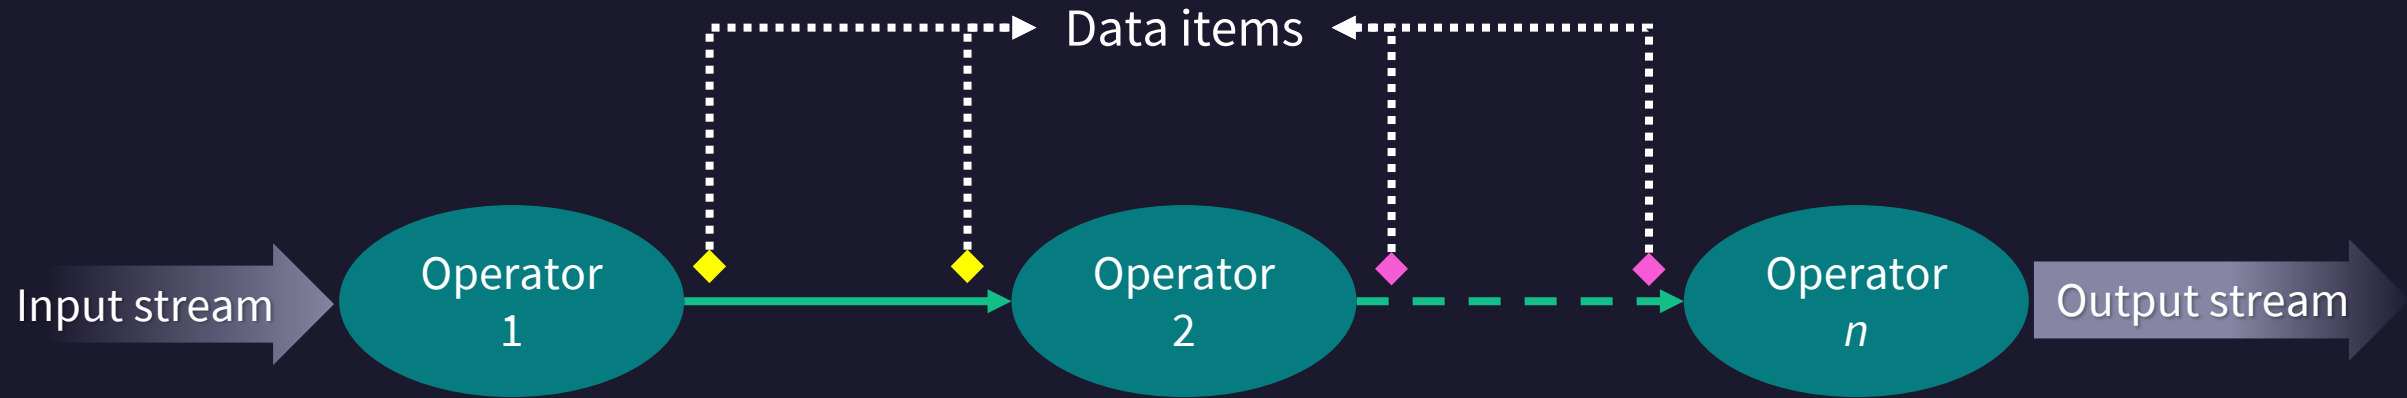 Data items
Input stream
Operator
1
Operator
2
Operator
n
Output stream